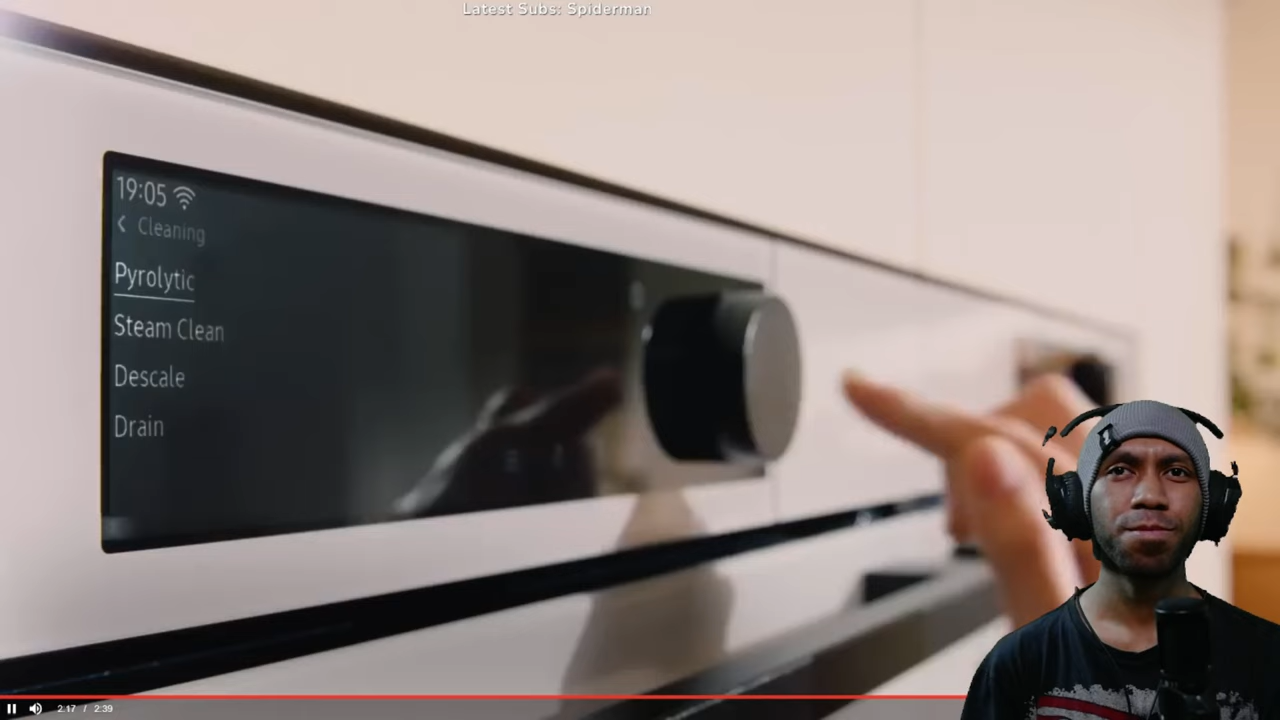 Latest Subs: Spiderman
19:05
Cleaning
Pyrolytic
Steam Clean
Descale
Drain
2:17 / 2:39